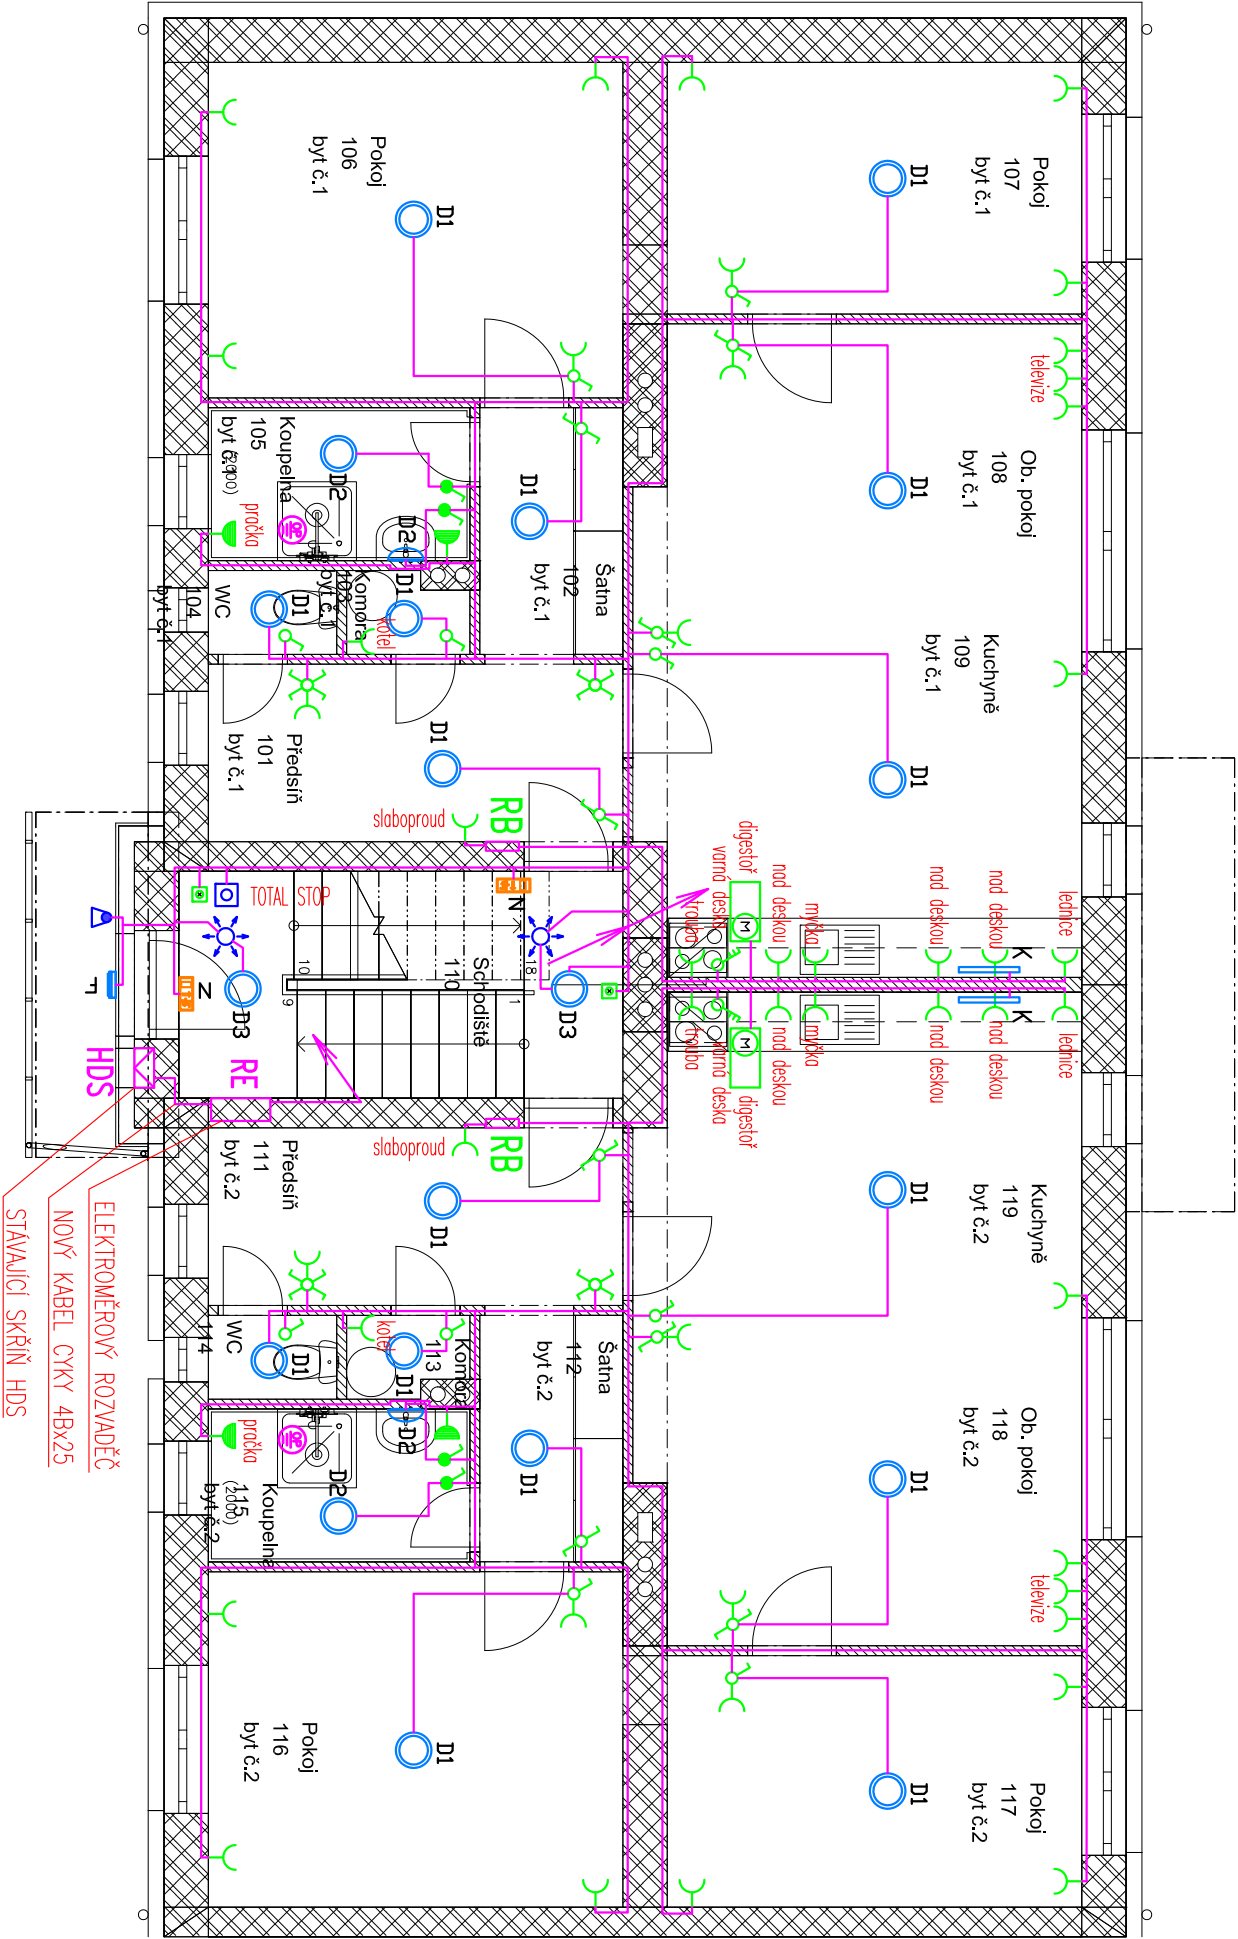 Pokoj
106
byt č.1
D1
Pokoj
107
byt č.1
D1
televize
Ob. pokoj
108
byt č.1
D1
Koupelna
105
byt č.1
(2000)
pračka
D2
D2
Šatna
102
byt č.1
D1
WC
104
byt č.1
D1
Komora
103
byt č.1
D1
kotel
Kuchyně
109
byt č.1
D1
Předsíň
101
byt č.1
D1
slaboproud
RB
digestoř
varná deska
trouba
nad deskou
myčka
nad deskou
nad deskou
lednice
M
K
TOTAL STOP
N
Schodiště
110
10
9
18
1
D3
D3
N
F
RE
HDS
K
M
trouba
varná deska
digestoř
nad deskou
myčka
nad deskou
nad deskou
lednice
slaboproud
RB
Předsíň
111
byt č.2
D1
Kuchyně
119
byt č.2
D1
ELEKTROMĚROVÝ ROZVADĚČ
NOVÝ KABEL CYKY 4Bx25
STÁVAJÍCÍ SKŘÍŇ HDS
WC
114
D1
Komora
113
D1
kotel
Šatna
112
byt č.2
D1
Koupelna
115
byt č.2
(2000)
pračka
D2
D2
Ob. pokoj
118
byt č.2
D1
televize
Pokoj
116
byt č.2
D1
Pokoj
117
byt č.2
D1